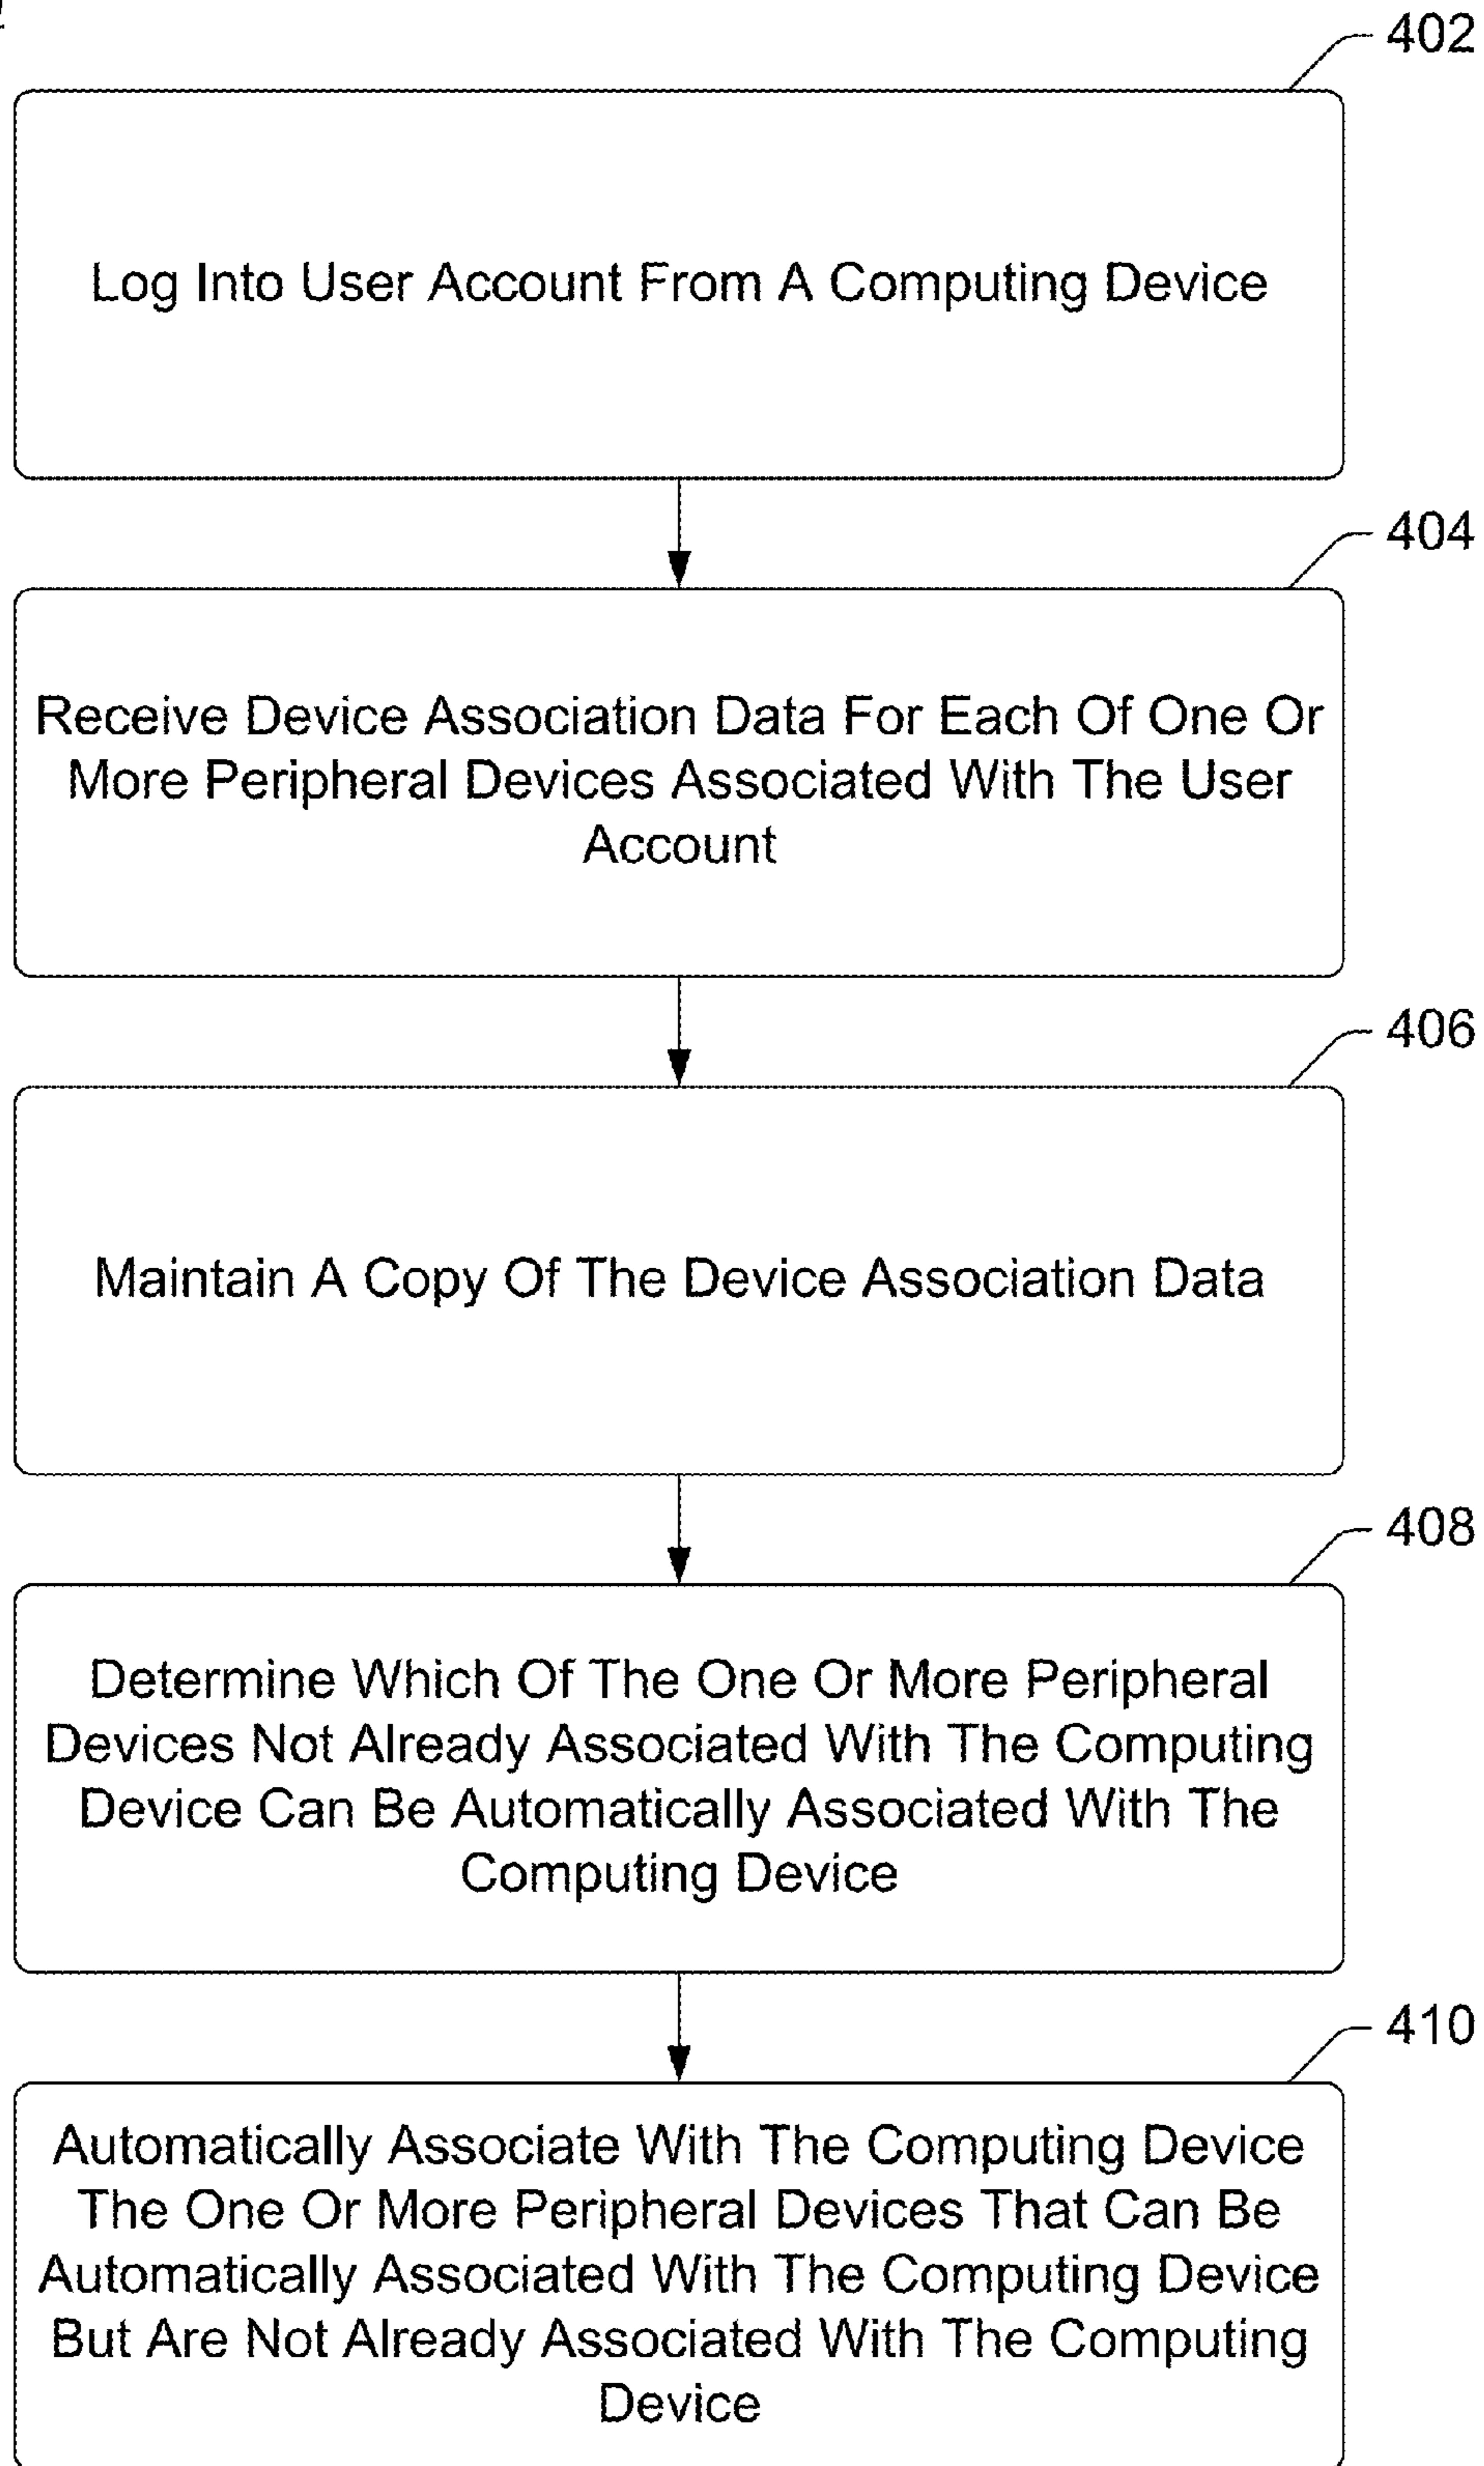 402
Log Into User Account From A Computing Device
404
Receive Device Association Data For Each Of One Or
More Peripheral Devices Associated With The User
Account
406
Maintain A Copy Of The Device Association Data
408
Determine Which Of The One Or More Peripheral
Devices Not Already Associated With The Computing
Device Can Be Automatically Associated With The
Computing Device
410
Automatically Associate With The Computing Device
The One Or More Peripheral Devices That Can Be
Automatically Associated With The Computing Device
But Are Not Already Associated With The Computing
Device